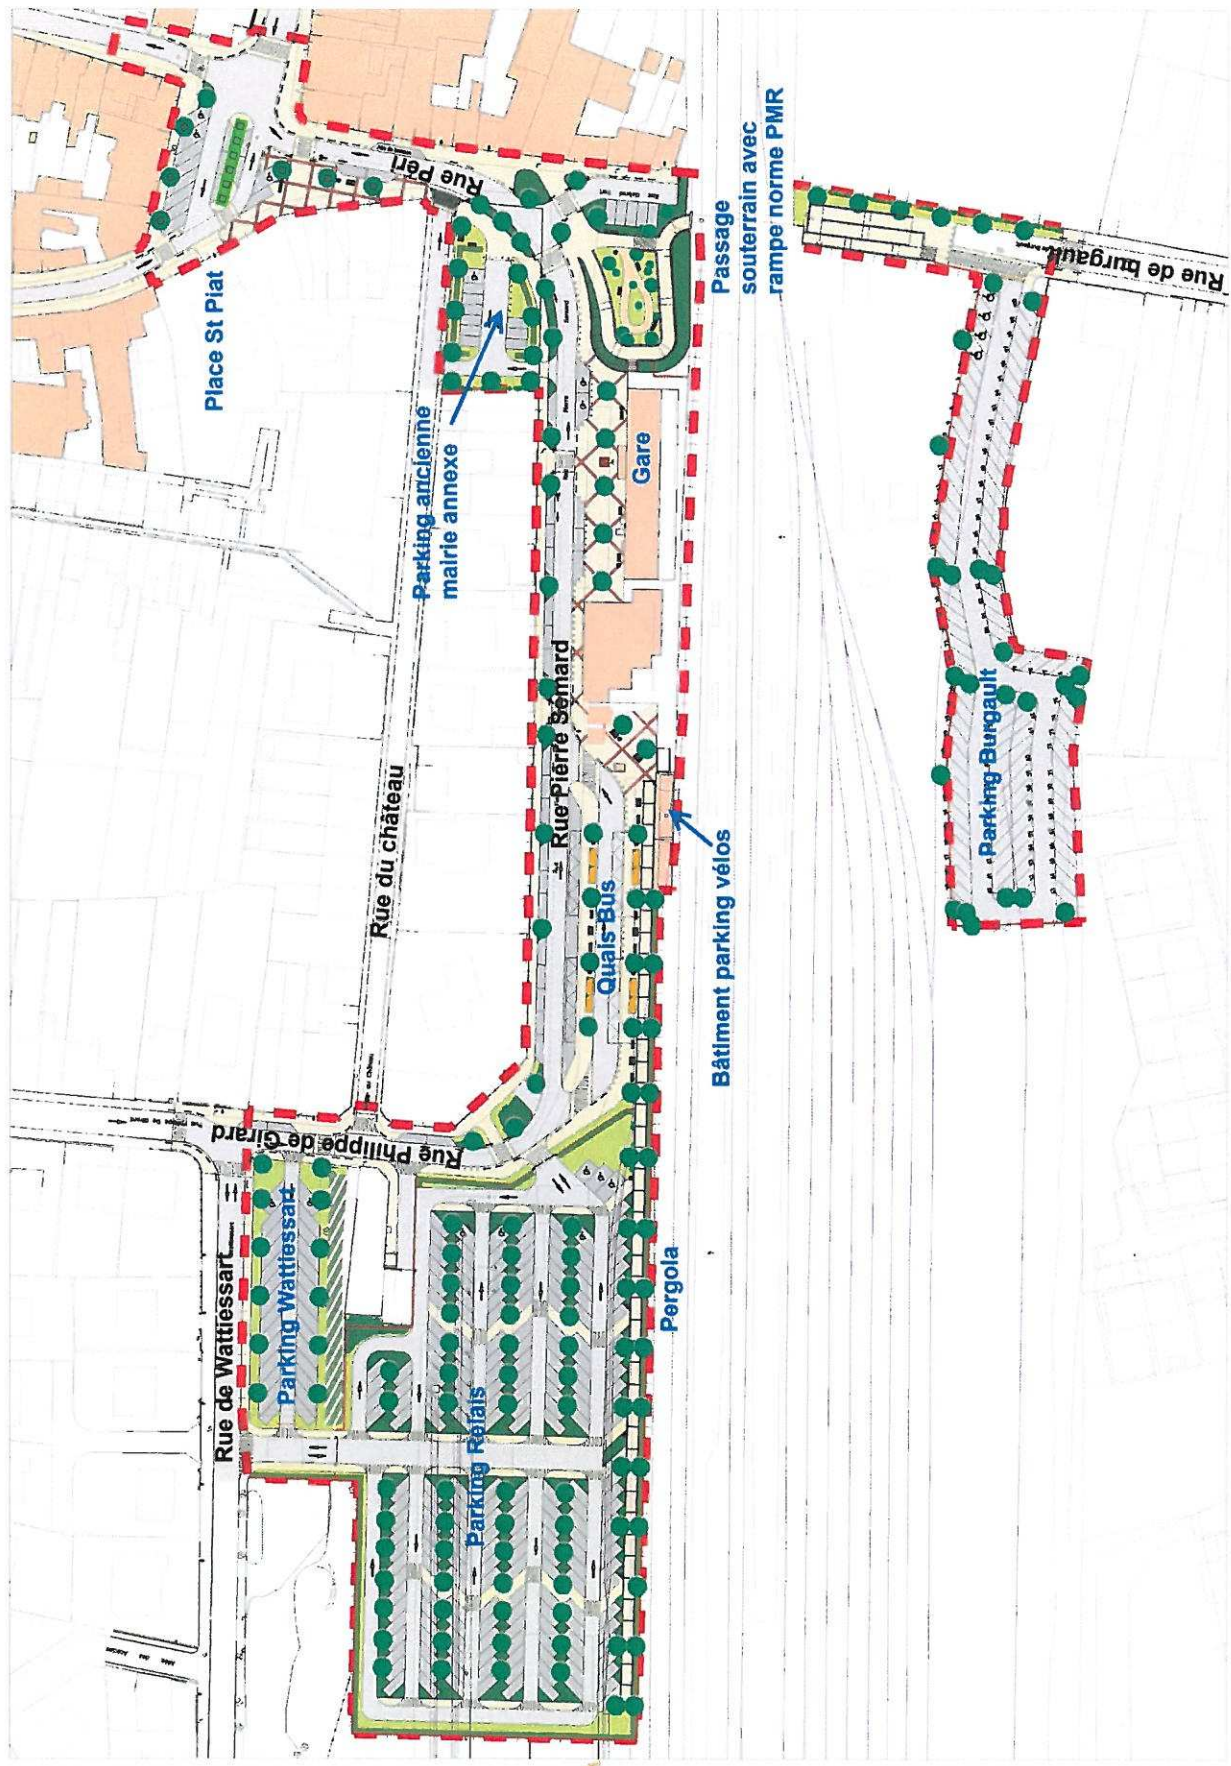 Place St Piat
Rue Péri
Parking ancienne
mairie annexe
Passage
souterrain avec
rampe norme PMR
Rue de burgault
Gare
Rue du château
Rue Pierre Sémard
Quais Bus
Bâtiment parking vélos
Parking Burgault
Rue Philippe de Girard
Rue de Wattiessart
Parking Wattiessart
Parking Relais
Pergola